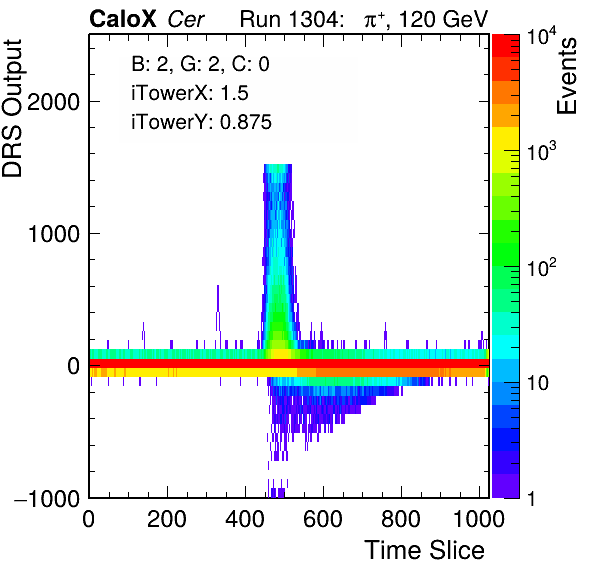 CaloX Cer Run 1304: π⁺, 120 GeV
B: 2, G: 2, C: 0
iTowerX: 1.5
iTowerY: 0.875
DRS Output
2000
1000
0
−1000
0 200 400 600 800 1000
Time Slice
Events
10⁴
10³
10²
10
1